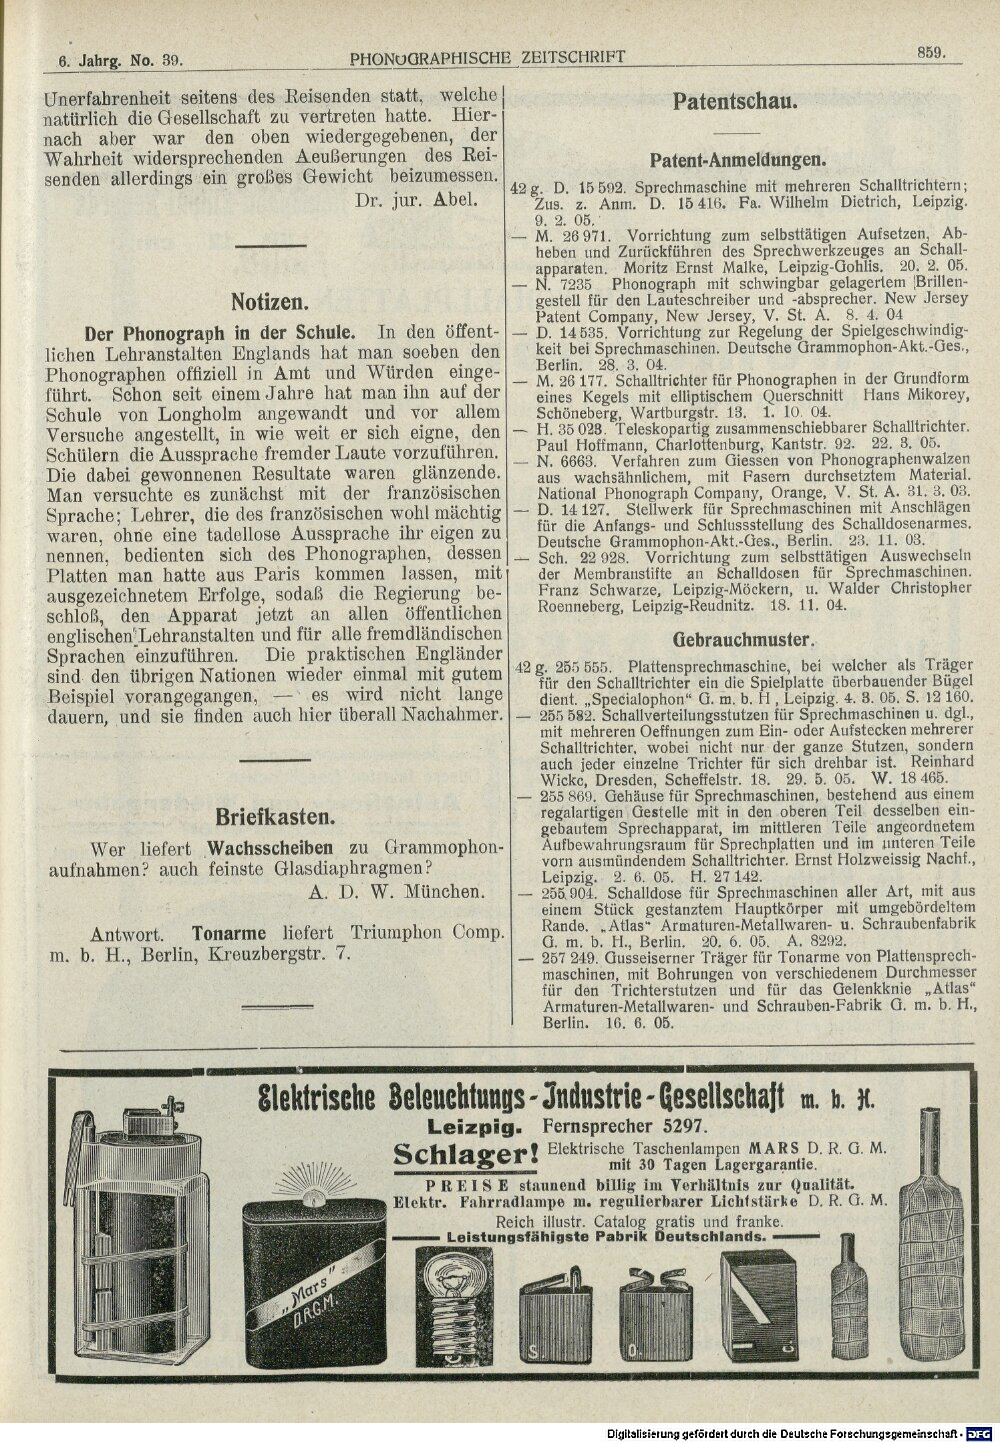 6. Jahrg. No. 39.
PHONOGRAPHISCHE ZEITSCHRIFT
859.
Unerfahrenheit seitens des Reisenden statt, welche
natürlich die Gesellschaft zu vertreten hatte. Hier-
nach aber war den oben wiedergegebenen, der
Wahrheit widersprechenden Aeußerungen des Rei-
senden allerdings ein großes Gewicht beizumessen.
Dr. jur. Abel.
Notizen.
Der Phonograph in der Schule. In den öffent-
lichen Lehranstalten Englands hat man soeben den
Phonographen offiziell in Amt und Würden einge-
führt. Schon seit einem Jahre hat man ihn auf der
Schule von Longholm angewandt und vor allem
Versuche angestellt, in wie weit er sich eigne, den
Schülern die Aussprache fremder Laute vorzuführen.
Die dabei gewonnenen Resultate waren glänzende.
Man versuchte es zunächst mit der französischen
Sprache; Lehrer, die des französischen wohl mächtig
waren, ohne eine tadellose Aussprache ihr eigen zu
nennen, bedienten sich des Phonographen, dessen
Platten man hatte aus Paris kommen lassen, mit
ausgezeichnetem Erfolge, sodaß die Regierung be-
schloß, den Apparat jetzt an allen öffentlichen
englischen Lehranstalten und für alle fremdländischen
Sprachen einzuführen. Die praktischen Engländer
sind den übrigen Nationen wieder einmal mit gutem
Beispiel vorangegangen, — es wird nicht lange
dauern, und sie finden auch hier überall Nachahmer.
Briefkasten.
Wer liefert Wachsscheiben zu Grammophon-
aufnahmen? auch feinste Glasdiaphragmen?
A. D. W. München.
Antwort. Tonarme liefert Triumphon Comp.
m. b. H., Berlin, Kreuzbergstr. 7.
Patentschau.
Patent-Anmeldungen.
42 g. D. 15 592. Sprechmaschine mit mehreren Schalltrichtern;
Zus. z. Anm. D. 15 416. Fa. Wilhelm Dietrich, Leipzig.
9. 2. 05.
— M. 26 971. Vorrichtung zum selbsttätigen Aufsetzen, Ab-
heben und Zurückführen des Sprechwerkzeuges an Schall-
apparaten. Moritz Ernst Malke, Leipzig-Gohlis. 20. 2. 05.
— N. 7235 Phonograph mit schwingbar gelagertem Brillen-
gestell für den Lauteschreiber und -absprecher. New Jersey
Patent Company, New Jersey, V. St. A. 8. 4. 04
— D. 14 535. Vorrichtung zur Regelung der Spielgeschwindig-
keit bei Sprechmaschinen. Deutsche Grammophon-Akt.-Ges.,
Berlin. 28. 3. 04.
— M. 26 177. Schalltrichter für Phonographen in der Grundform
eines Kegels mit elliptischem Querschnitt Hans Mikorey,
Schöneberg, Wartburgstr. 13. 1. 10. 04.
— H. 35 023. Teleskopartig zusammenschiebbarer Schalltrichter.
Paul Hoffmann, Charlottenburg, Kantstr. 92. 22. 3. 05.
— N. 6663. Verfahren zum Giessen von Phonographenwalzen
aus wachsähnlichem, mit Fasern durchsetztem Material.
National Phonograph Company, Orange, V. St. A. 31. 3. 03.
— D. 14 127. Stellwerk für Sprechmaschinen mit Anschlägen
für die Anfangs- und Schlussstellung des Schalldosenarmes.
Deutsche Grammophon-Akt.-Ges., Berlin. 23. 11. 03.
— Sch. 22 928. Vorrichtung zum selbsttätigen Auswechseln
der Membranstifte an Schalldosen für Sprechmaschinen.
Franz Schwarze, Leipzig-Möckern, u. Walder Christopher
Roenneberg, Leipzig-Reudnitz. 18. 11. 04.
Gebrauchmuster.
42 g. 255 555. Plattensprechmaschine, bei welcher als Träger
für den Schalltrichter ein die Spielplatte überbauender Bügel
dient. „Specialophon“ G. m. b. H , Leipzig. 4. 3. 05. S. 12 160.
— 255 582. Schallverteilungsstutzen für Sprechmaschinen u. dgl.,
mit mehreren Oeffnungen zum Ein- oder Aufstecken mehrerer
Schalltrichter, wobei nicht nur der ganze Stutzen, sondern
auch jeder einzelne Trichter für sich drehbar ist. Reinhard
Wicke, Dresden, Scheffelstr. 18. 29. 5. 05. W. 18 465.
— 255 869. Gehäuse für Sprechmaschinen, bestehend aus einem
regalartigen Gestelle mit in den oberen Teil desselben ein-
gebautem Sprechapparat, im mittleren Teile angeordnetem
Aufbewahrungsraum für Sprechplatten und im unteren Teile
vorn ausmündendem Schalltrichter. Ernst Holzweissig Nachf.,
Leipzig. 2. 6. 05. H. 27 142.
— 255.904. Schalldose für Sprechmaschinen aller Art, mit aus
einem Stück gestanztem Hauptkörper mit umgebördeltem
Rande. „Atlas“ Armaturen-Metallwaren- u. Schraubenfabrik
G. m. b. H., Berlin. 20. 6. 05. A. 8292.
— 257 249. Gusseiserner Träger für Tonarme von Plattensprech-
maschinen, mit Bohrungen von verschiedenem Durchmesser
für den Trichterstutzen und für das Gelenkknie „Atlas“
Armaturen-Metallwaren- und Schrauben-Fabrik G. m. b. H.,
Berlin. 16. 6. 05.
Elektrische Beleuchtungs-Industrie-Gesellschaft m. b. H.
Leipzig. Fernsprecher 5297.
Schlager! Elektrische Taschenlampen MARS D. R. G. M.
mit 30 Tagen Lagergarantie.
PREISE staunend billig im Verhältnis zur Qualität.
Elektr. Fahrradlampe m. regulierbarer Lichtstärke D. R. G. M.
Reich illustr. Catalog gratis und franke.
Leistungsfähigste Fabrik Deutschlands.
„Mars“
D.R.G.M.
C
S
O.
C.
Digitalisierung gefördert durch die Deutsche Forschungsgemeinschaft - DFG